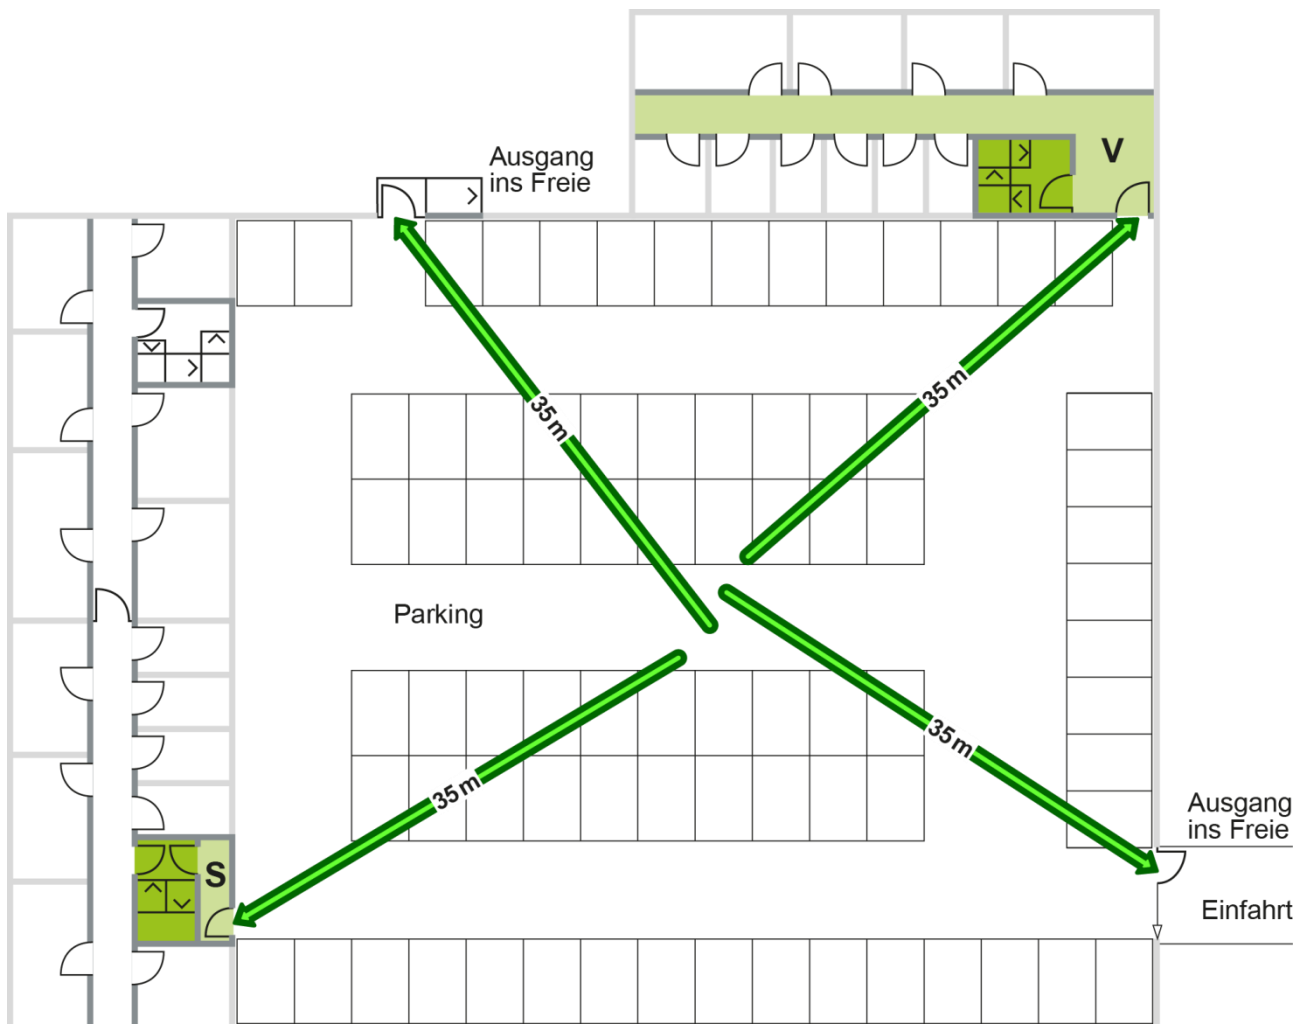 V
Ausgang
ins Freie
35 m
35 m
Parking
35 m
35 m
Ausgang
ins Freie
S
Einfahrt